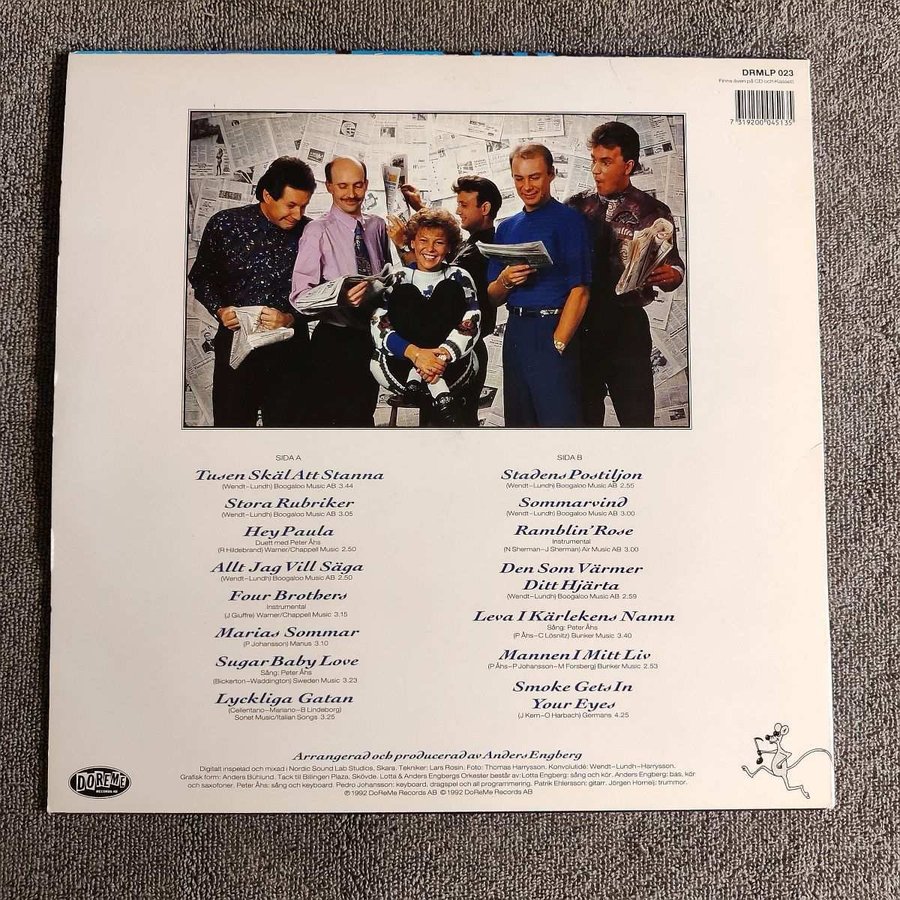 DRMLP 023
Finns även på CD och Kassett
7 319200 045135
SIDA A
Tusen Skäl Att Stanna
(Wendt-Lundh) Boogaloo Music AB 3.44
Stora Rubriker
(Wendt-Lundh) Boogaloo Music AB 3.05
Hey Paula
Duett med Peter Åhs
(R Hildebrand) Warner/Chappell Music 2.50
Allt Jag Vill Säga
(Wendt-Lundh) Boogaloo Music AB 2.50
Four Brothers
Instrumental
(J Giuffre) Warner/Chappell Music 3.15
Marias Sommar
(P Johansson) Marius 3.10
Sugar Baby Love
Sång: Peter Åhs
(Bickerton-Waddington) Sweden Music 3.23
Lyckliga Gatan
(Cellentano-Mariano-B Lindeborg)
Sonet Music/Italian Songs 3.25
SIDA B
Stadens Postiljon
(Wendt-Lundh) Boogaloo Music AB 2.55
Sommarvind
(Wendt-Lundh) Boogaloo Music AB 3.00
Ramblin' Rose
Instrumental
(N Sherman-J Sherman) Air Music AB 3.00
Den Som Värmer
Ditt Hjärta
(Wendt-Lundh) Boogaloo Music AB 2.59
Leva I Kärlekens Namn
Sång: Peter Åhs
(P Åhs-C Lösnitz) Bunker Music 3.40
Mannen I Mitt Liv
(P Åhs-P Johansson-M Forsberg) Bunker Music 2.53
Smoke Gets In
Your Eyes
(J Kern-O Harbach) Germans 4.25
Arrangerad och producerad av Anders Engberg
Digitalt inspelad och mixad i Nordic Sound Lab Studios, Skara. Tekniker: Lars Rosin. Foto: Thomas Harrysson. Konvolutidé: Wendt-Lundh-Harrysson.
Grafisk form: Anders Bühlund. Tack till Billingen Plaza, Skövde. Lotta & Anders Engbergs Orkester består av: Lotta Engberg: sång och kör. Anders Engberg: bas, kör
och saxofoner. Peter Åhs: sång och keyboard. Pedro Johansson: keyboard, dragspel och all programmering. Patrik Ehlersson: gitarr. Jörgen Horneij: trummor.
℗ 1992 DoReMe Records AB © 1992 DoReMe Records AB
DOREME
RECORDS AB